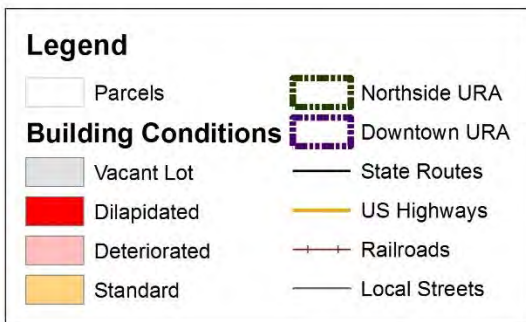 Legend
Parcels
Building Conditions
Vacant Lot
Dilapidated
Deteriorated
Standard
Northside URA
Downtown URA
State Routes
US Highways
Railroads
Local Streets